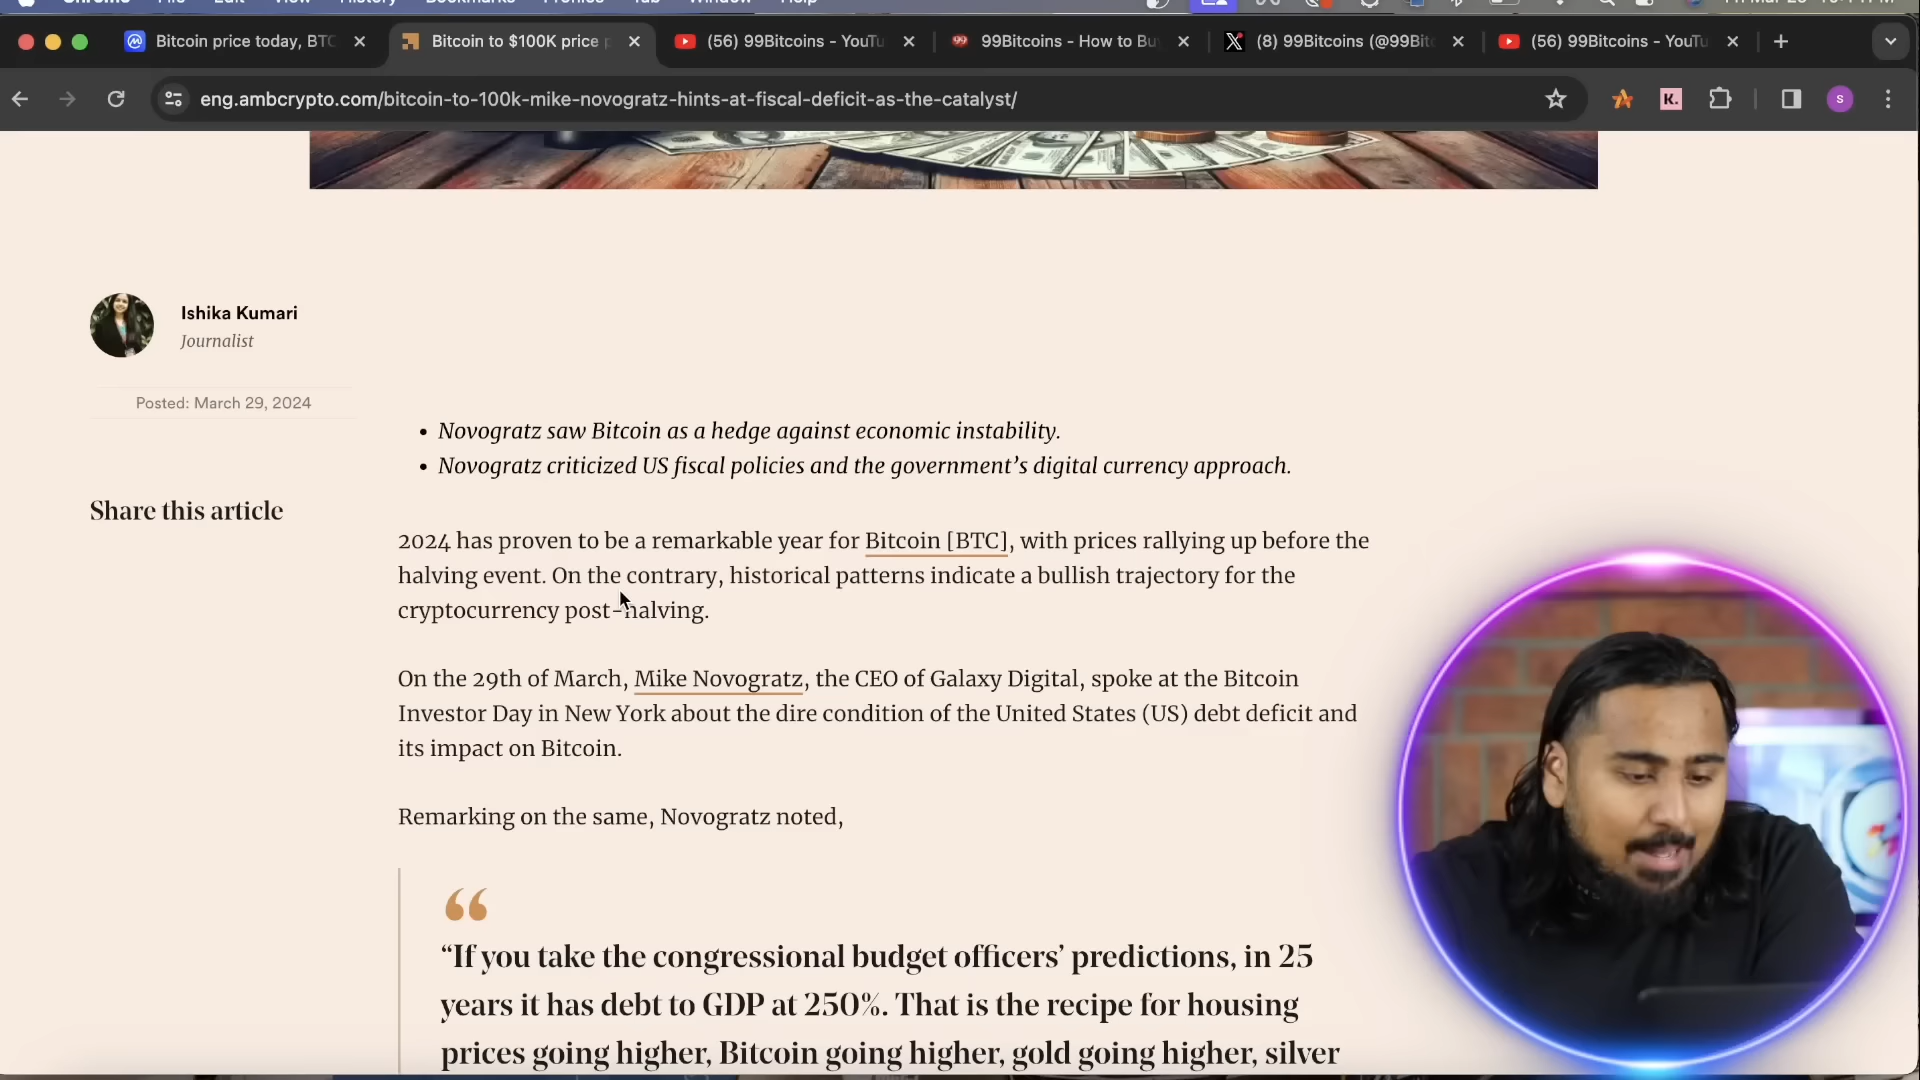 Bitcoin price today, BTC
Bitcoin to $100K price p
(56) 99Bitcoins - YouTu
99Bitcoins - How to Bu
(8) 99Bitcoins (@99Bitc
(56) 99Bitcoins - YouTu
eng.ambcrypto.com/bitcoin-to-100k-mike-novogratz-hints-at-fiscal-deficit-as-the-catalyst/
K.
S
Ishika Kumari
Journalist
Posted: March 29, 2024
Share this article
• Novogratz saw Bitcoin as a hedge against economic instability.
• Novogratz criticized US fiscal policies and the government’s digital currency approach.
2024 has proven to be a remarkable year for Bitcoin [BTC], with prices rallying up before the
halving event. On the contrary, historical patterns indicate a bullish trajectory for the
cryptocurrency post-halving.
On the 29th of March, Mike Novogratz, the CEO of Galaxy Digital, spoke at the Bitcoin
Investor Day in New York about the dire condition of the United States (US) debt deficit and
its impact on Bitcoin.
Remarking on the same, Novogratz noted,
“If you take the congressional budget officers’ predictions, in 25
years it has debt to GDP at 250%. That is the recipe for housing
prices going higher, Bitcoin going higher, gold going higher, silver